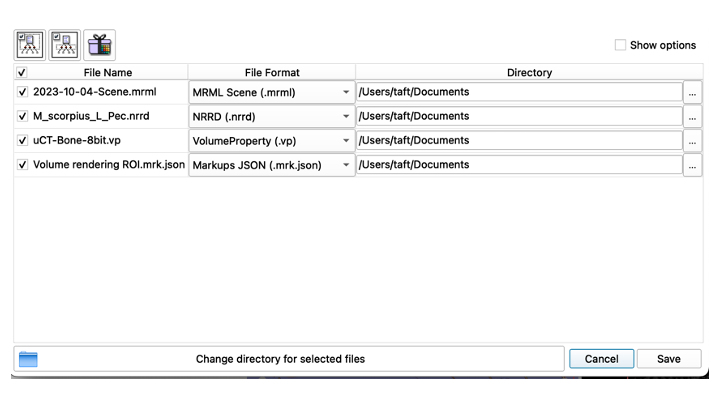 Show options
File Name File Format Directory
2023-10-04-Scene.mrml MRML Scene (.mrml) /Users/taft/Documents ...
M_scorpius_L_Pec.nrrd NRRD (.nrrd) /Users/taft/Documents ...
uCT-Bone-8bit.vp VolumeProperty (.vp) /Users/taft/Documents ...
Volume rendering ROI.mrk.json Markups JSON (.mrk.json) /Users/taft/Documents ...
Change directory for selected files Cancel Save